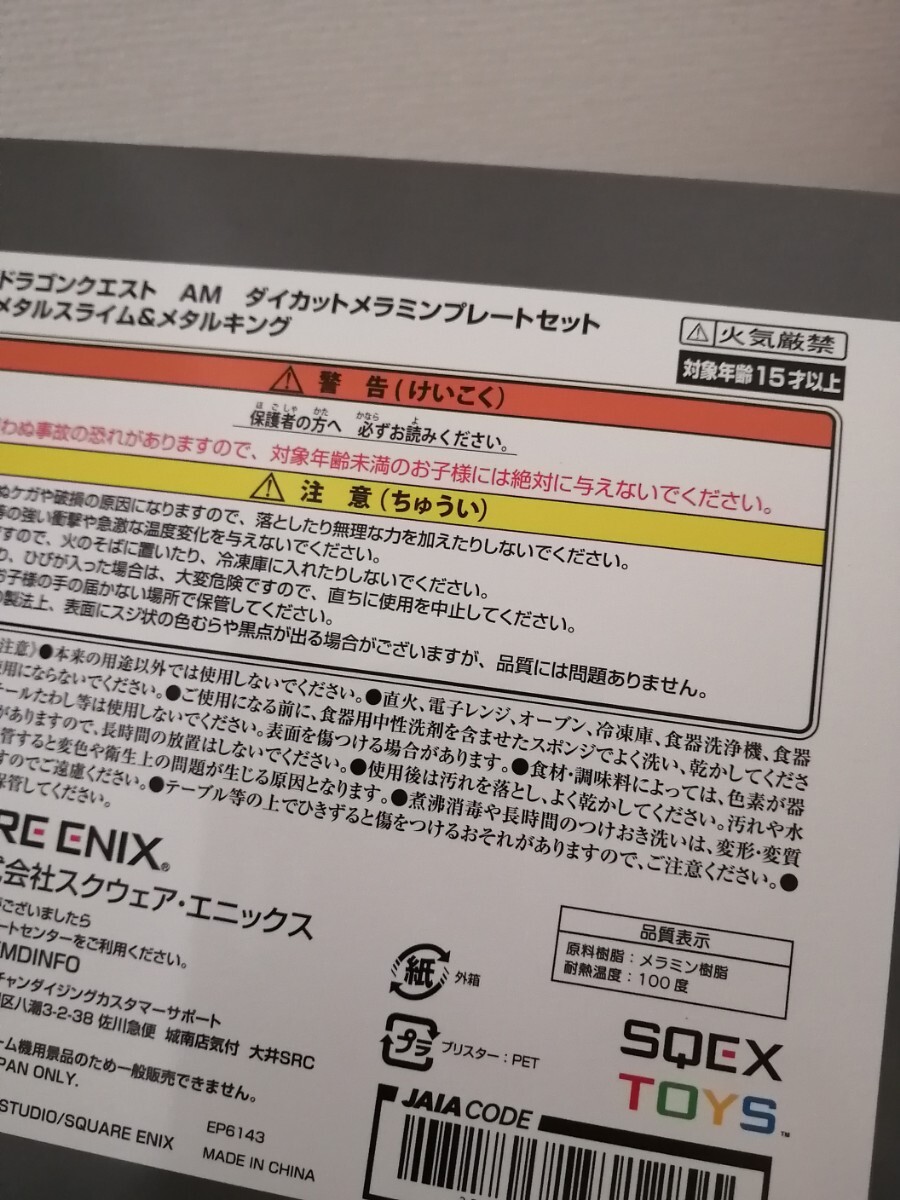 ドラゴンクエスト AM ダイカットメラミンプレートセット
メタルスライム&メタルキング
火気厳禁
対象年齢15才以上
警 告(けいこく)
保護者の方へ 必ずお読みください。
わぬ事故の恐れがありますので、対象年齢未満のお子様には絶対に与えないでください。
注 意(ちゅうい)
ぬケガや破損の原因になりますので、落としたり無理な力を加えたりしないでください。
等の強い衝撃や急激な温度変化を与えないでください。
すので、火のそばに置いたり、冷凍庫に入れたりしないでください。
り、ひびが入った場合は、大変危険ですので、直ちに使用を中止してください。
お子様の手の届かない場所で保管してください。
の製法上、表面にスジ状の色むらや黒点が出る場合がございますが、品質には問題ありません。
注意》●本来の用途以外では使用しないでください。●直火、電子レンジ、オーブン、冷凍庫、食器洗浄機、食器
使用にならないでください。●ご使用になる前に、食器用中性洗剤を含ませたスポンジでよく洗い、乾かしてくださ
チールたわし等は使用しないでください。表面を傷つける場合があります。●食材・調味料によっては、色素が器
がありますので、長時間の放置はしないでください。●使用後は汚れを落とし、よく乾かしてください。汚れや水
管すると変色や衛生上の問題が生じる原因となります。●煮沸消毒や長時間のつけおき洗いは、変形・変質
すのでご遠慮ください。●テーブル等の上でひきずると傷をつけるおそれがありますので、ご注意ください。●
保管してください。
RE ENIX®
式会社スクウェア・エニックス
ございましたら
ートセンターをご利用ください。
MDINFO
チャンダイジングカスタマーサポート
区八潮3-2-38 佐川急便 城南店気付 大井SRC
ーム機用景品のため一般販売できません。
PAN ONLY.
STUDIO/SQUARE ENIX
EP6143
MADE IN CHINA
紙 外箱
プラ ブリスター:PET
品質表示
原料樹脂:メラミン樹脂
耐熱温度:100度
SQEX
TOYS™
JAIA CODE